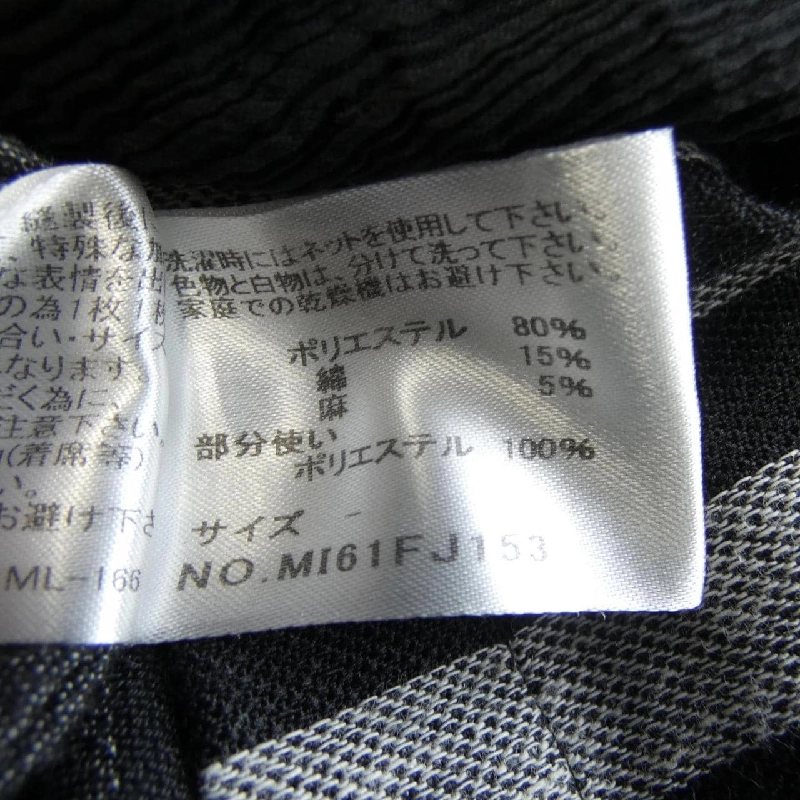 縫製後に
、特殊な加
な表情を出
の為1枚1枚
合い・サイズ
なります。
だく為に、
注意下さい。
(着席等)
い。
お避け下さ
ML-166
洗濯時にはネットを使用して下さい。
色物と白物は、分けて洗って下さい。
家庭での乾燥機はお避け下さい。
ポリエステル 80%
綿 15%
麻 5%
部分使い
ポリエステル 100%
サイズ -
NO.MI61FJ153